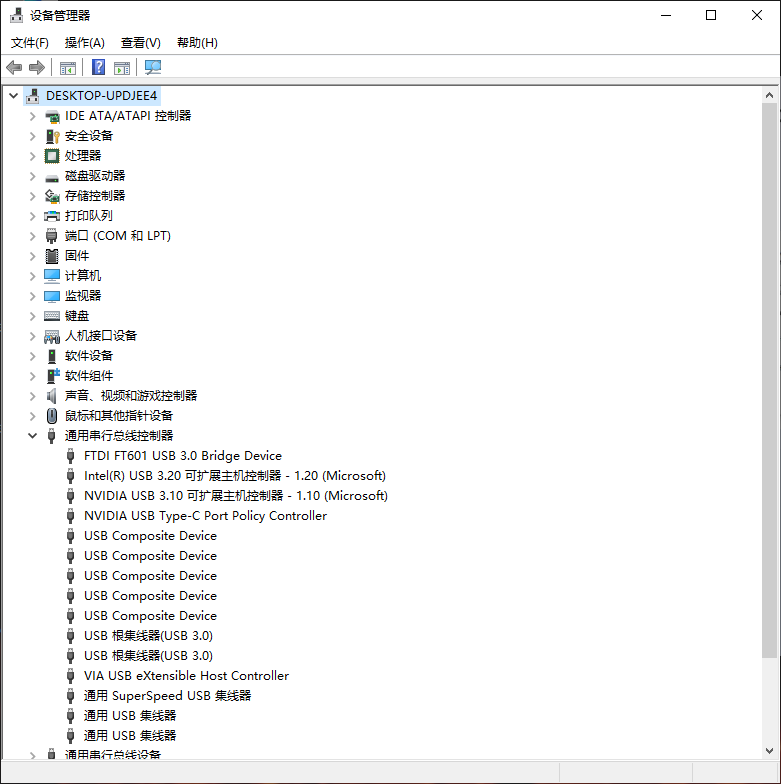 设备管理器
文件(F) 操作(A) 查看(V) 帮助(H)
DESKTOP-UPDJEE4
IDE ATA/ATAPI 控制器
安全设备
处理器
磁盘驱动器
存储控制器
打印队列
端口 (COM 和 LPT)
固件
计算机
监视器
键盘
人机接口设备
软件设备
软件组件
声音、视频和游戏控制器
鼠标和其他指针设备
通用串行总线控制器
FTDI FT601 USB 3.0 Bridge Device
Intel(R) USB 3.20 可扩展主机控制器 - 1.20 (Microsoft)
NVIDIA USB 3.10 可扩展主机控制器 - 1.10 (Microsoft)
NVIDIA USB Type-C Port Policy Controller
USB Composite Device
USB Composite Device
USB Composite Device
USB Composite Device
USB Composite Device
USB 根集线器(USB 3.0)
USB 根集线器(USB 3.0)
VIA USB eXtensible Host Controller
通用 SuperSpeed USB 集线器
通用 USB 集线器
通用 USB 集线器
通用串行总线设备